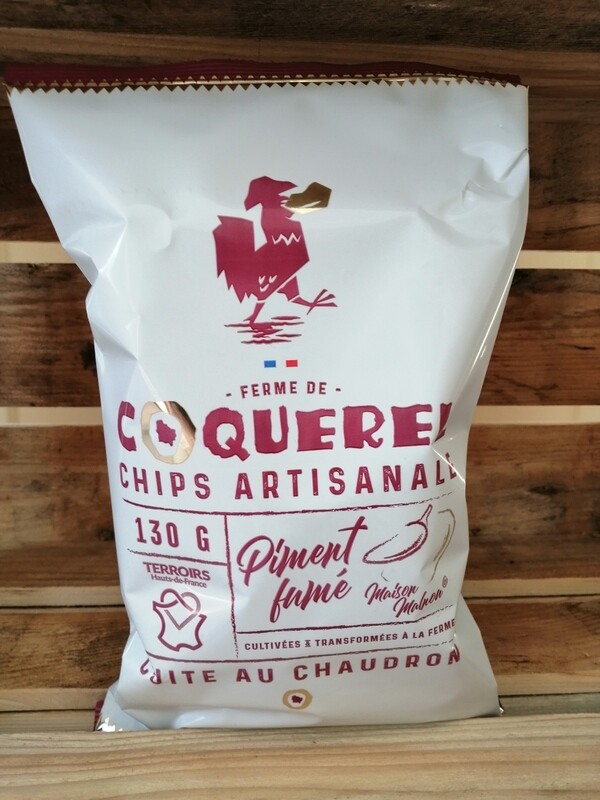 - FERME DE -
COQUEREL
CHIPS ARTISANALE
130 G
TERROIRS
Hauts-de-France
Piment
fumé
Maison
CULTIVÉES & TRANSFORMÉES À LA FERME
CUITE AU CHAUDRON